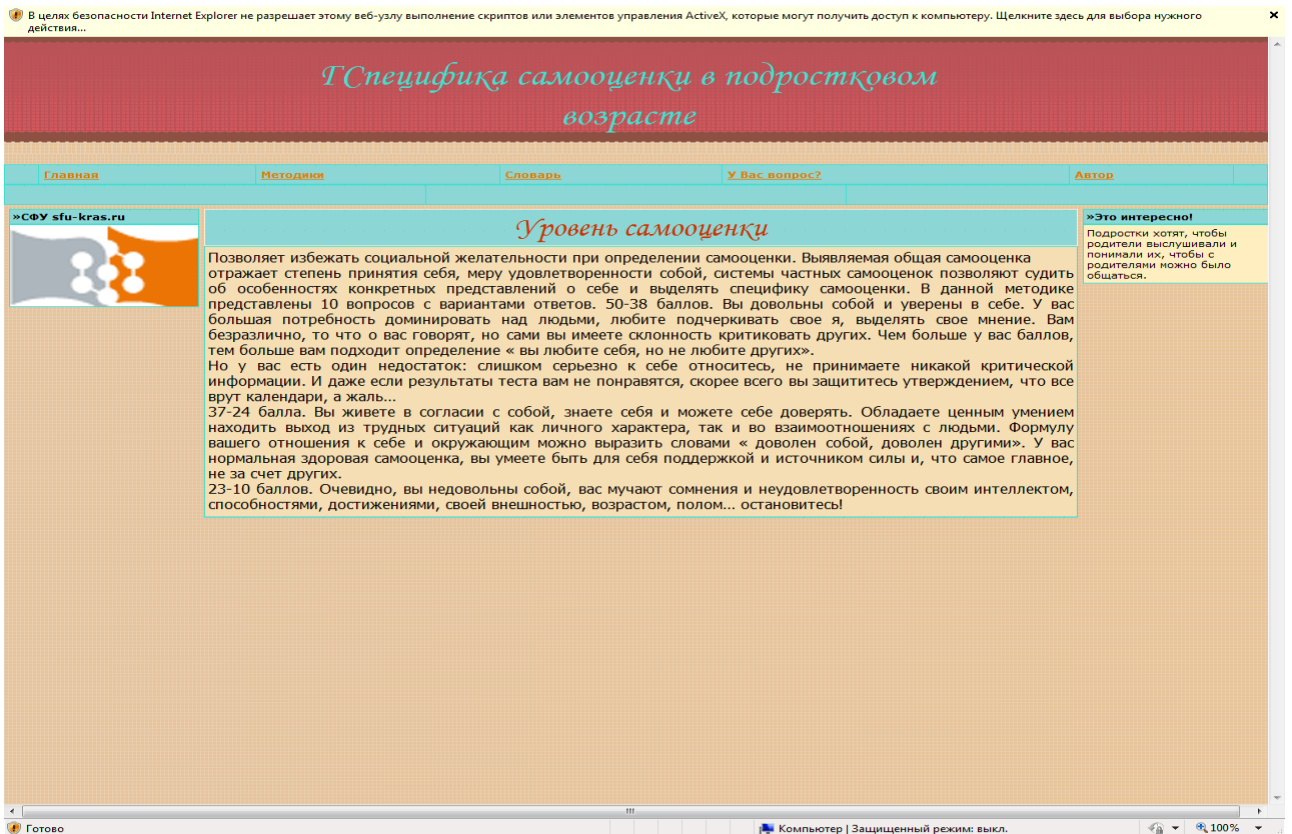 В целях безопасности Internet Explorer не разрешает этому веб-узлу выполнение скриптов или элементов управления ActiveX, которые могут получить доступ к компьютеру. Щелкните здесь для выбора нужного
действия...
ГСпецифика самооценки в подростковом
возрасте
Главная Методики Словарь У Вас вопрос? Автор
»СФУ sfu-kras.ru
Уровень самооценки
Позволяет избежать социальной желательности при определении самооценки. Выявляемая общая самооценка
отражает степень принятия себя, меру удовлетворенности собой, системы частных самооценок позволяют судить
об особенностях конкретных представлений о себе и выделять специфику самооценки. В данной методике
представлены 10 вопросов с вариантами ответов. 50-38 баллов. Вы довольны собой и уверены в себе. У вас
большая потребность доминировать над людьми, любите подчеркивать свое я, выделять свое мнение. Вам
безразлично, то что о вас говорят, но сами вы имеете склонность критиковать других. Чем больше у вас баллов,
тем больше вам подходит определение « вы любите себя, но не любите других».
Но у вас есть один недостаток: слишком серьезно к себе относитесь, не принимаете никакой критической
информации. И даже если результаты теста вам не понравятся, скорее всего вы защититесь утверждением, что все
врут календари, а жаль...
37-24 балла. Вы живете в согласии с собой, знаете себя и можете себе доверять. Обладаете ценным умением
находить выход из трудных ситуаций как личного характера, так и во взаимоотношениях с людьми. Формулу
вашего отношения к себе и окружающим можно выразить словами « доволен собой, доволен другими». У вас
нормальная здоровая самооценка, вы умеете быть для себя поддержкой и источником силы и, что самое главное,
не за счет других.
23-10 баллов. Очевидно, вы недовольны собой, вас мучают сомнения и неудовлетворенность своим интеллектом,
способностями, достижениями, своей внешностью, возрастом, полом... остановитесь!
»Это интересно!
Подростки хотят, чтобы
родители выслушивали и
понимали их, чтобы с
родителями можно было
общаться.
Готово Компьютер | Защищенный режим: выкл. 100%